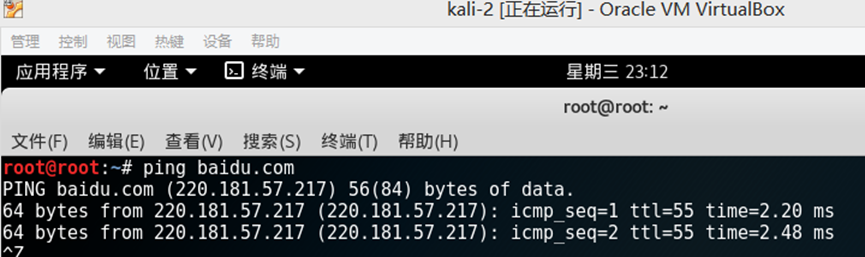 kali-2 [正在运行] - Oracle VM VirtualBox
管理 控制 视图 热键 设备 帮助
应用程序 位置 终端 星期三 23:12
root@root: ~
文件(F) 编辑(E) 查看(V) 搜索(S) 终端(T) 帮助(H)
root@root:~# ping baidu.com
PING baidu.com (220.181.57.217) 56(84) bytes of data.
64 bytes from 220.181.57.217 (220.181.57.217): icmp_seq=1 ttl=55 time=2.20 ms
64 bytes from 220.181.57.217 (220.181.57.217): icmp_seq=2 ttl=55 time=2.48 ms
^Z